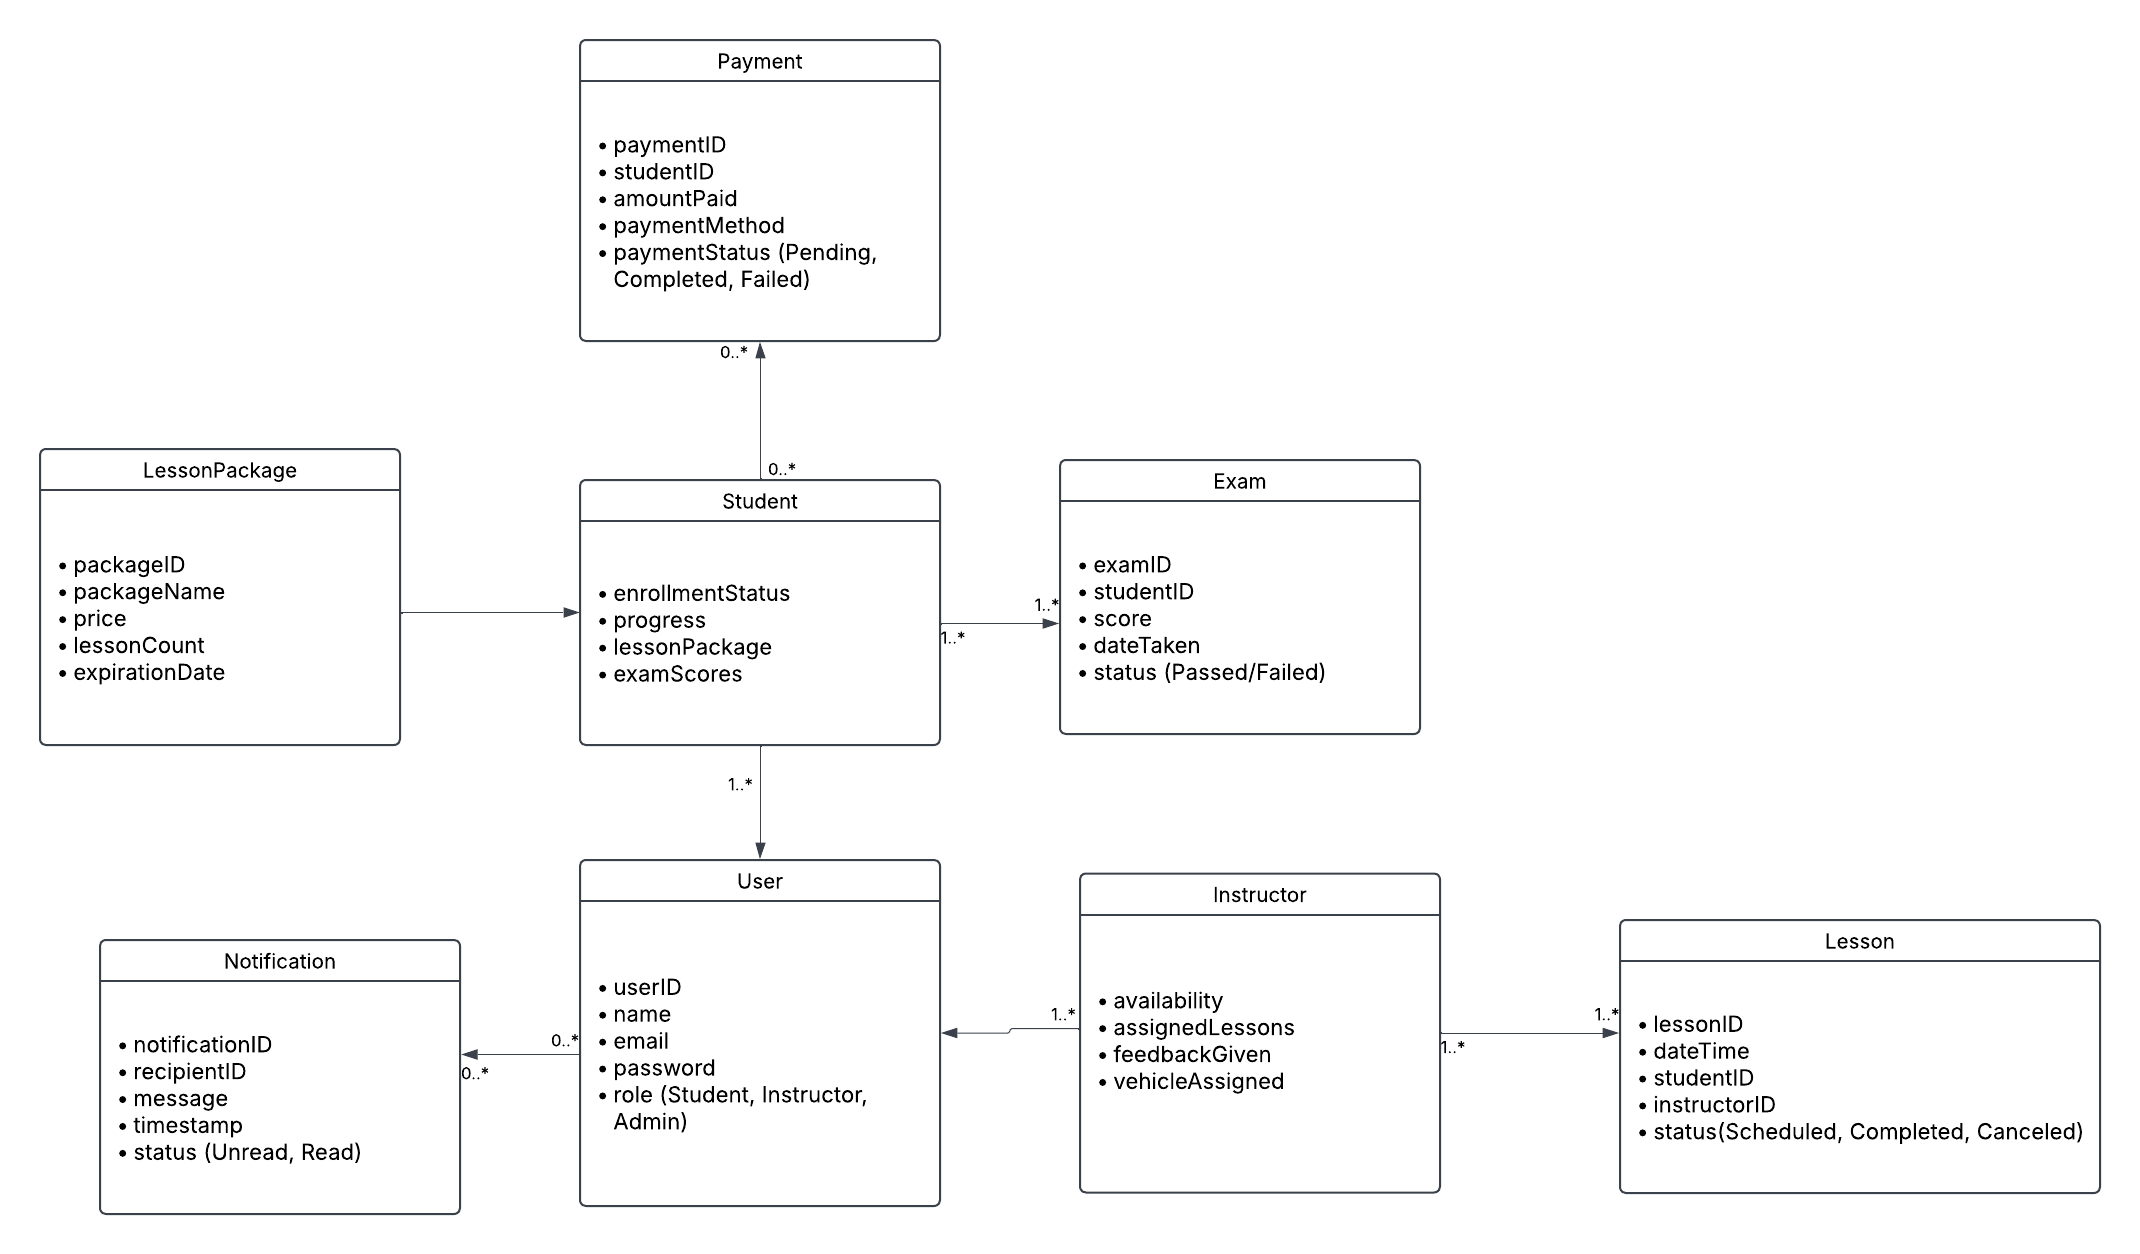 Payment
• paymentID
• studentID
• amountPaid
• paymentMethod
• paymentStatus (Pending,
Completed, Failed)
0..*
0..*
LessonPackage
• packageID
• packageName
• price
• lessonCount
• expirationDate
Student
• enrollmentStatus
• progress
• lessonPackage
• examScores
1..*
1..*
Exam
• examID
• studentID
• score
• dateTaken
• status (Passed/Failed)
1..*
User
• userID
• name
• email
• password
• role (Student, Instructor,
Admin)
Notification
• notificationID
• recipientID
• message
• timestamp
• status (Unread, Read)
0..*
0..*
Instructor
• availability
• assignedLessons
• feedbackGiven
• vehicleAssigned
1..*
1..*
1..*
Lesson
• lessonID
• dateTime
• studentID
• instructorID
• status(Scheduled, Completed, Canceled)